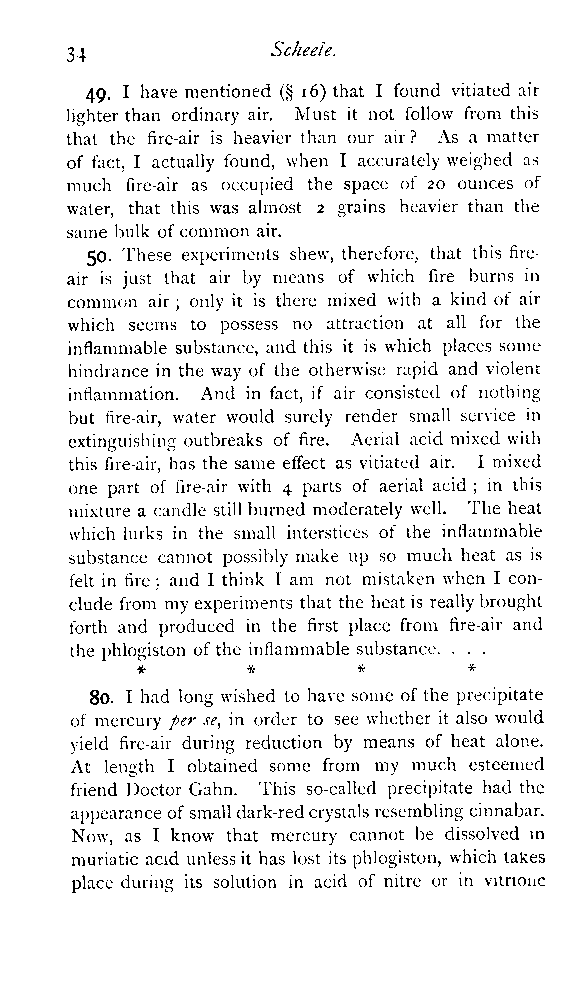 34
Scheele.
49. I have mentioned (§ 16) that I found vitiated air
lighter than ordinary air. Must it not follow from this
that the fire-air is heavier than our air? As a matter
of fact, I actually found, when I accurately weighed as
much fire-air as occupied the space of 20 ounces of
water, that this was almost 2 grains heavier than the
same bulk of common air.
50. These experiments shew, therefore, that this fire-
air is just that air by means of which fire burns in
common air; only it is there mixed with a kind of air
which seems to possess no attraction at all for the
inflammable substance, and this it is which places some
hindrance in the way of the otherwise rapid and violent
inflammation. And in fact, if air consisted of nothing
but fire-air, water would surely render small service in
extinguishing outbreaks of fire. Aerial acid mixed with
this fire-air, has the same effect as vitiated air. I mixed
one part of fire-air with 4 parts of aerial acid; in this
mixture a candle still burned moderately well. The heat
which lurks in the small interstices of the inflammable
substance cannot possibly make up so much heat as is
felt in fire; and I think I am not mistaken when I con-
clude from my experiments that the heat is really brought
forth and produced in the first place from fire-air and
the phlogiston of the inflammable substance. . . .
* * * *
80. I had long wished to have some of the precipitate
of mercury per se, in order to see whether it also would
yield fire-air during reduction by means of heat alone.
At length I obtained some from my much esteemed
friend Doctor Gahn. This so-called precipitate had the
appearance of small dark-red crystals resembling cinnabar.
Now, as I know that mercury cannot be dissolved in
muriatic acid unless it has lost its phlogiston, which takes
place during its solution in acid of nitre or in vitriolic